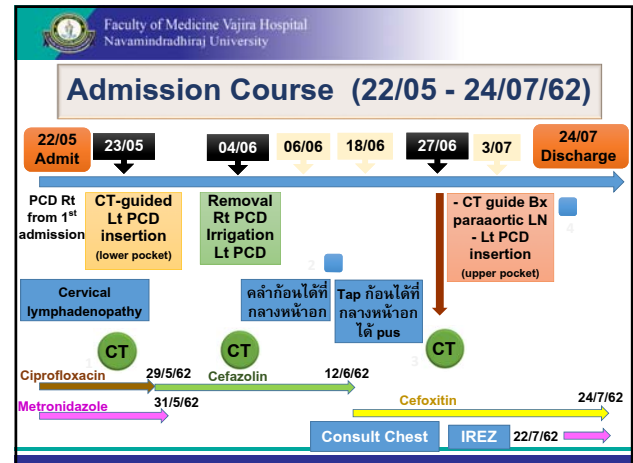 Faculty of Medicine Vajira Hospital
Navamindradhiraj University
Admission Course (22/05 - 24/07/62)
22/05
Admit
23/05
04/06
06/06
18/06
27/06
3/07
24/07
Discharge
PCD Rt
from 1st
admission
CT-guided
Lt PCD
insertion
(lower pocket)
Removal
Rt PCD
Irrigation
Lt PCD
- CT guide Bx
paraaortic LN
- Lt PCD
insertion
(upper pocket)
4
2
Cervical
lymphadenopathy
คลำก้อนได้ที่
กลางหน้าอก
Tap ก้อนได้ที่
กลางหน้าอก
ได้ pus
1
CT
CT
3
CT
Ciprofloxacin
29/5/62
Cefazolin
12/6/62
Metronidazole
31/5/62
Cefoxitin
24/7/62
Consult Chest
IREZ
22/7/62